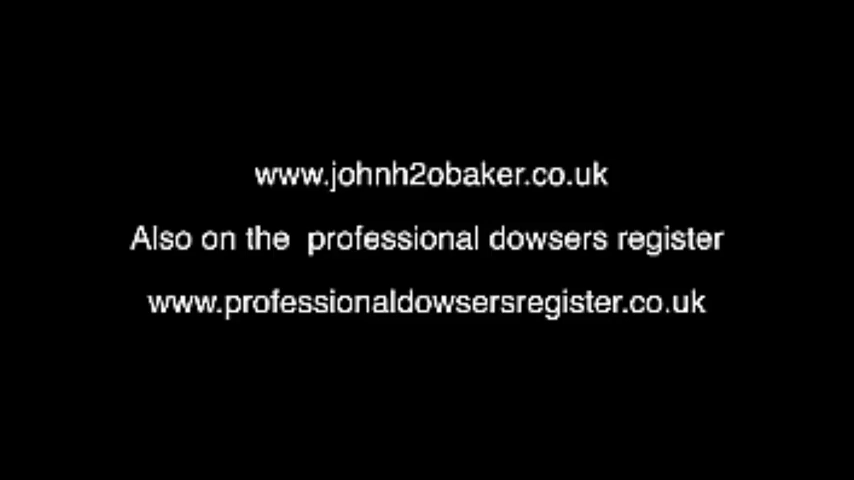 www.johnh2obaker.co.uk
Also on the  professional dowsers register
www.professionaldowsersregister.co.uk